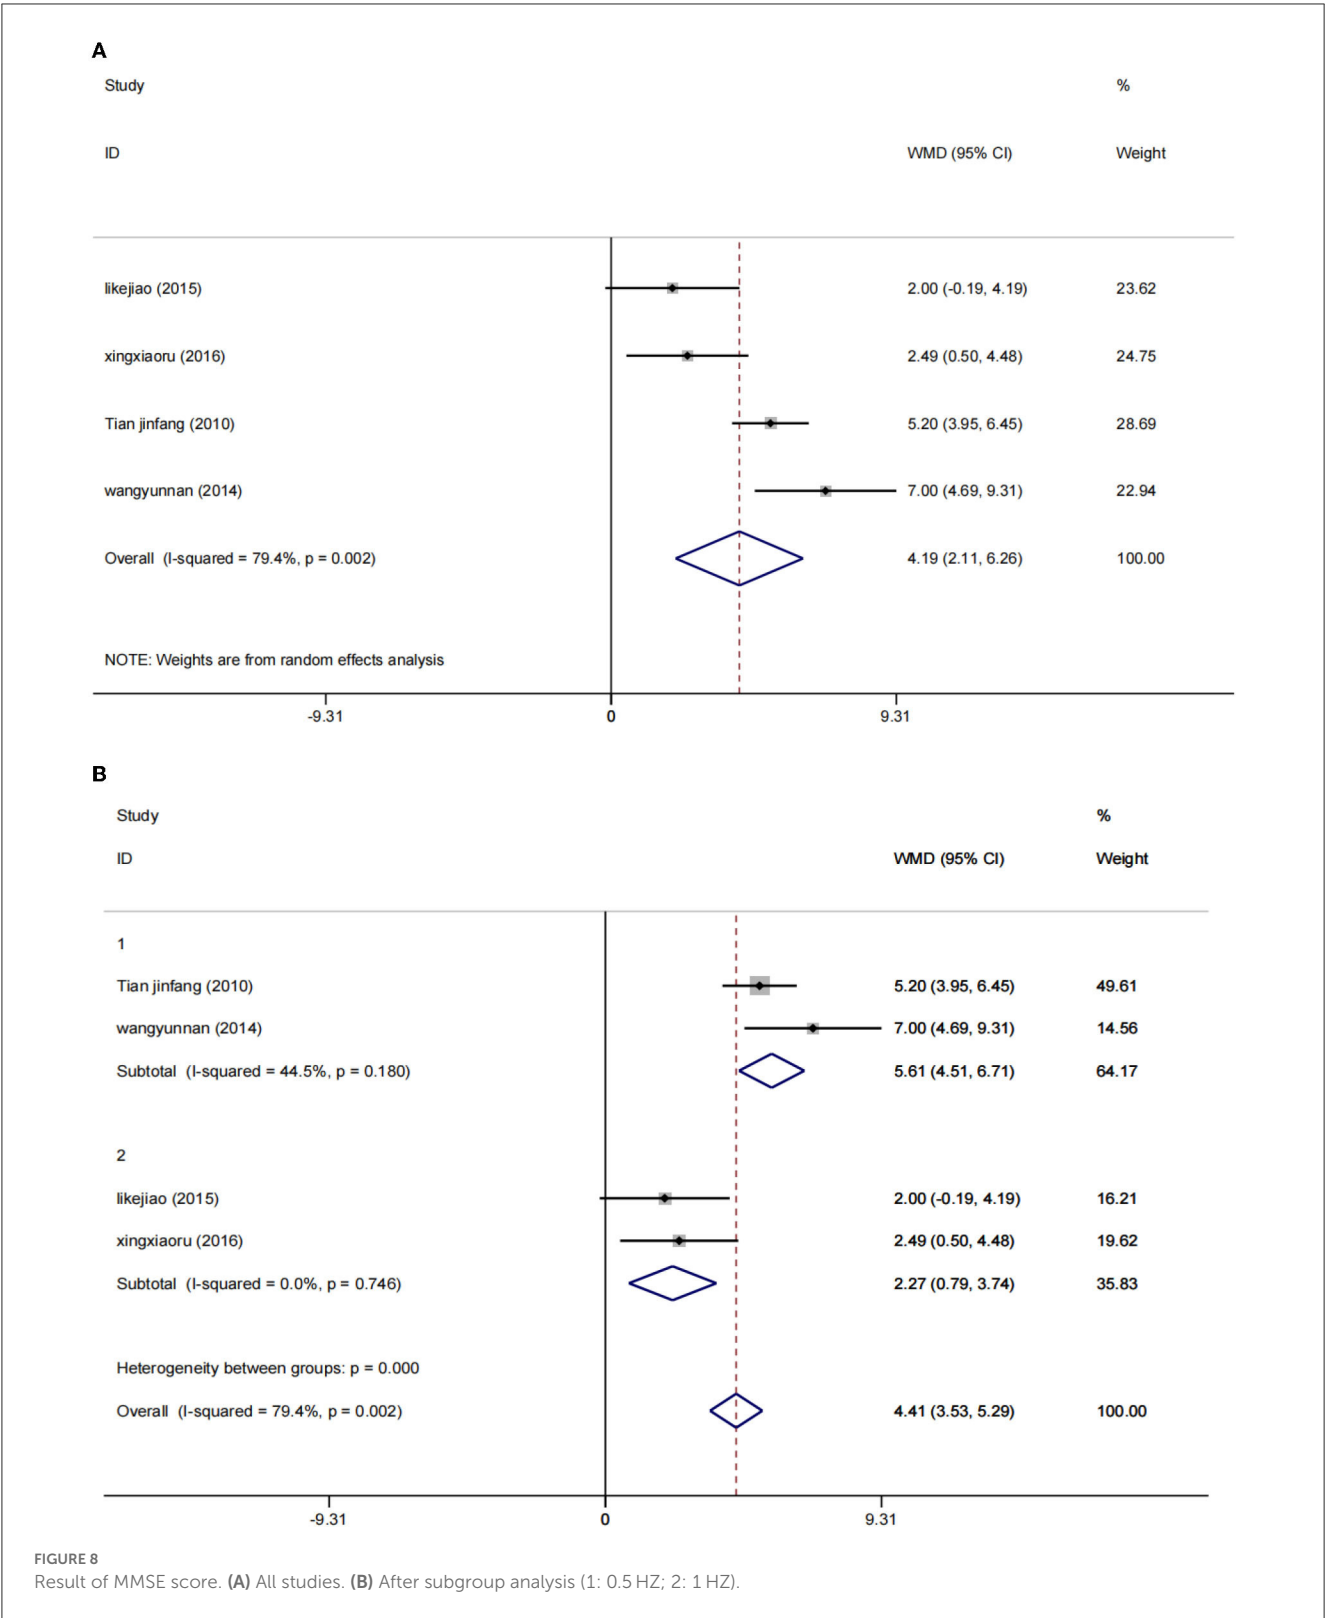 A
Study %
ID WMD (95% CI) Weight
likejiao (2015) 2.00 (-0.19, 4.19) 23.62
xingxiaoru (2016) 2.49 (0.50, 4.48) 24.75
Tian jinfang (2010) 5.20 (3.95, 6.45) 28.69
wangyunnan (2014) 7.00 (4.69, 9.31) 22.94
Overall (I-squared = 79.4%, p = 0.002) 4.19 (2.11, 6.26) 100.00
NOTE: Weights are from random effects analysis
-9.31 0 9.31
B
Study %
ID WMD (95% CI) Weight
1
Tian jinfang (2010) 5.20 (3.95, 6.45) 49.61
wangyunnan (2014) 7.00 (4.69, 9.31) 14.56
Subtotal (I-squared = 44.5%, p = 0.180) 5.61 (4.51, 6.71) 64.17
2
likejiao (2015) 2.00 (-0.19, 4.19) 16.21
xingxiaoru (2016) 2.49 (0.50, 4.48) 19.62
Subtotal (I-squared = 0.0%, p = 0.746) 2.27 (0.79, 3.74) 35.83
Heterogeneity between groups: p = 0.000
Overall (I-squared = 79.4%, p = 0.002) 4.41 (3.53, 5.29) 100.00
-9.31 0 9.31
FIGURE 8
Result of MMSE score. (A) All studies. (B) After subgroup analysis (1: 0.5 HZ; 2: 1 HZ).